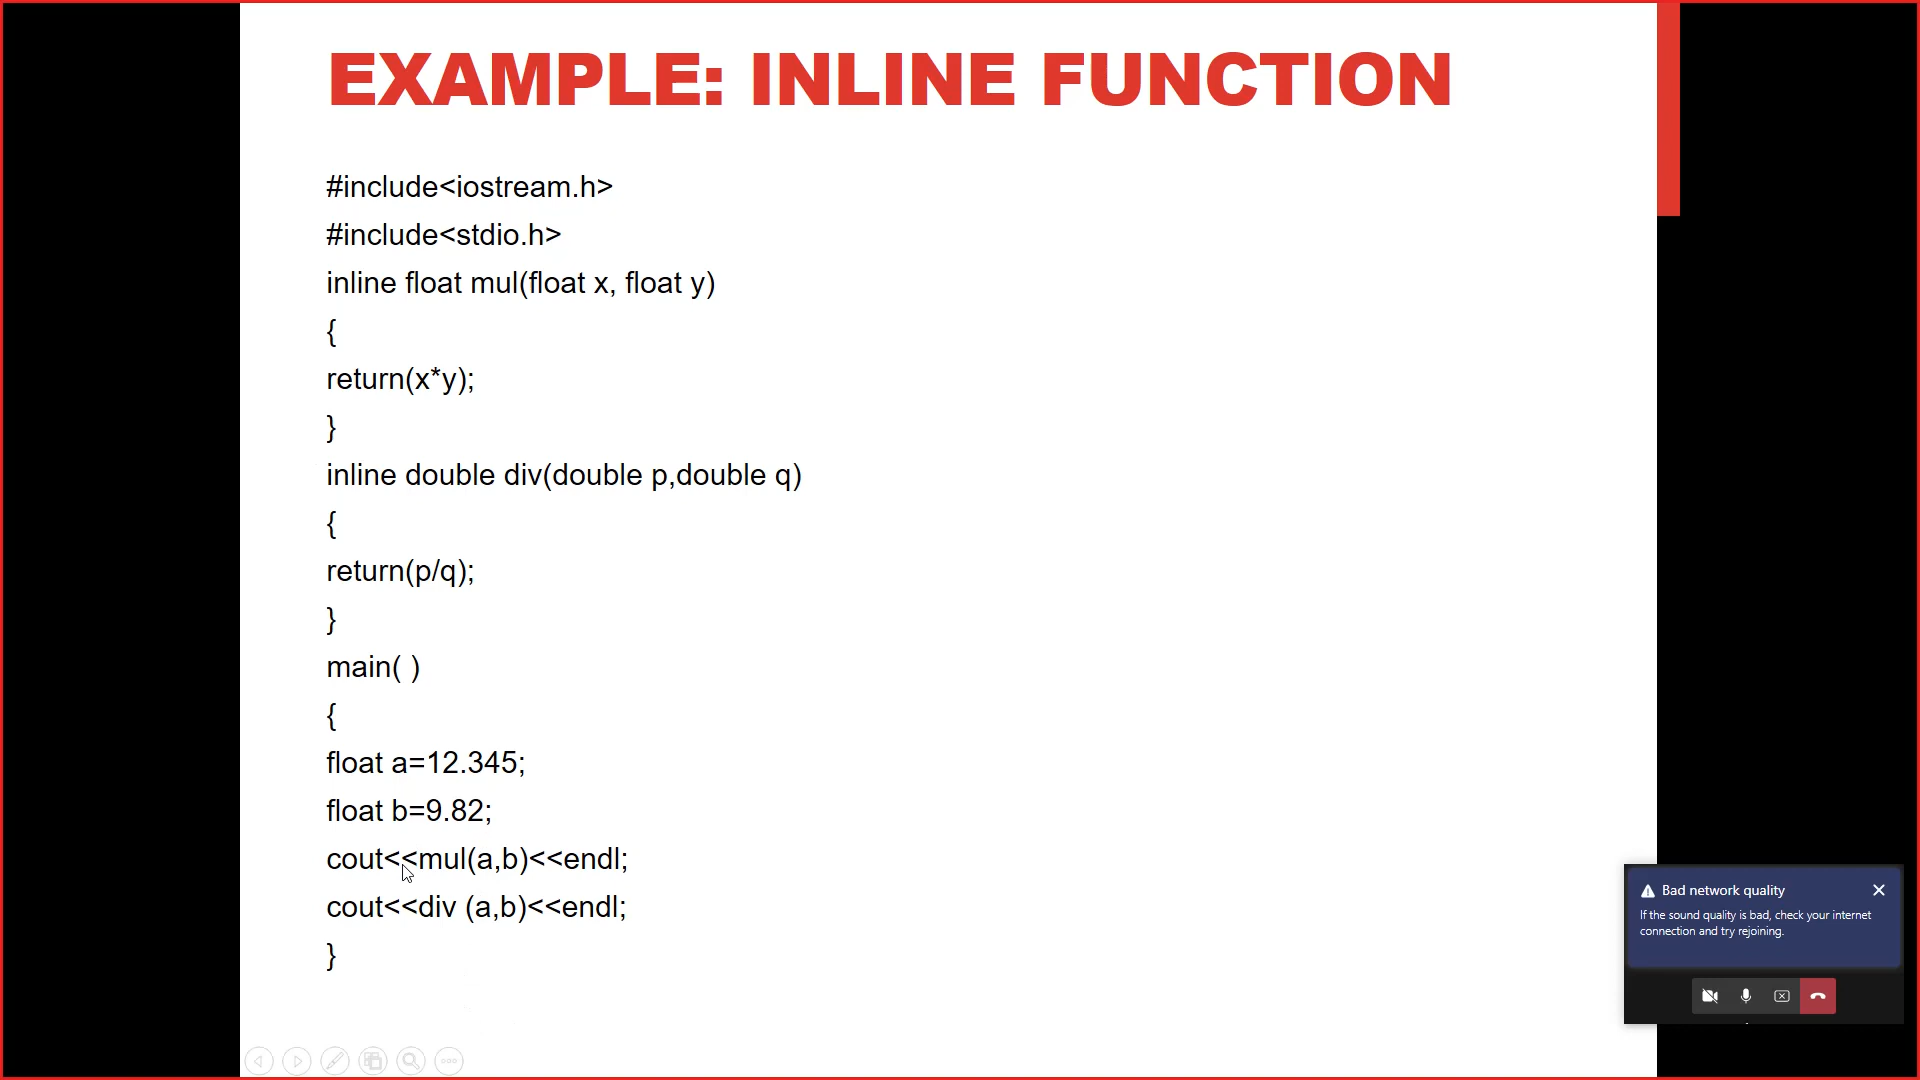 EXAMPLE: INLINE FUNCTION
#include<iostream.h>
#include<stdio.h>
inline float mul(float x, float y)
{
return(x*y);
}
inline double div(double p,double q)
{
return(p/q);
}
main( )
{
float a=12.345;
float b=9.82;
cout<<mul(a,b)<<endl;
cout<<div (a,b)<<endl;
}
Bad network quality
If the sound quality is bad, check your internet
connection and try rejoining.